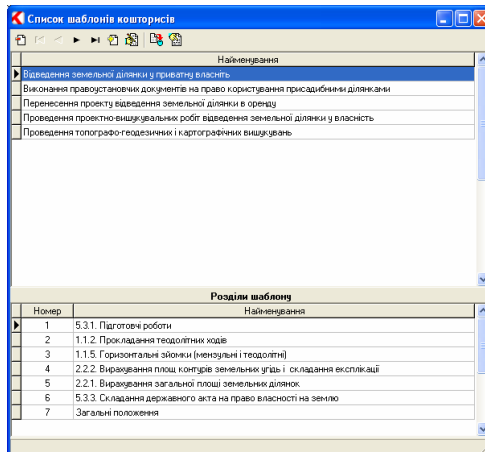 Список шаблонів кошторисів
Найменування
Відведення земельної ділянки у приватну власніть
Виконання правоустановчих документів на право користування присадибними ділянками
Перенесення проекту відведення земельної ділянки в оренду
Проведення проектно-вишукувальних робіт відведення земельної ділянки у власність
Проведення топографо-геодезичних і картографічних вишукувань
Розділи шаблону
Номер Найменування
1 5.3.1. Підготовчі роботи
2 1.1.2. Прокладання теодолітних ходів
3 1.1.5. Горизонтальні зйомки (мензульні і теодолітні)
4 2.2.2. Вирахування площ контурів земельних угідь і складання експлікації
5 2.2.1. Вирахування загальної площі земельних ділянок
6 5.3.3. Складання державного акта на право власності на землю
7 Загальні положення